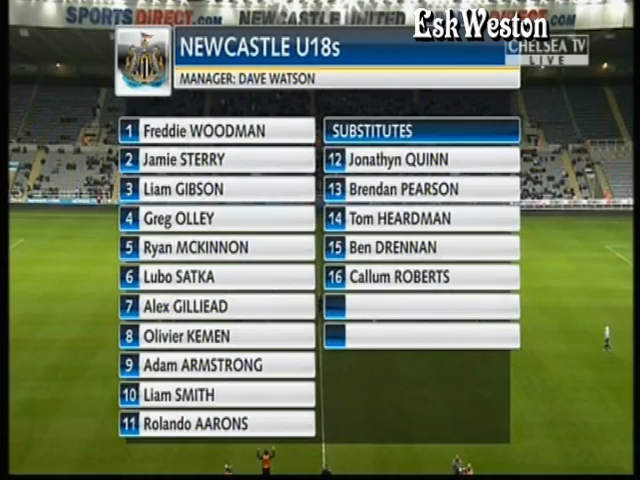 SPORTSDIRECT.COM NEWCASTLE UNITED
.COM
EskWeston
CHELSEA TV
LIVE
NEWCASTLE U18s
MANAGER: DAVE WATSON
1 Freddie WOODMAN
2 Jamie STERRY
3 Liam GIBSON
4 Greg OLLEY
5 Ryan MCKINNON
6 Lubo SATKA
7 Alex GILLIEAD
8 Olivier KEMEN
9 Adam ARMSTRONG
10 Liam SMITH
11 Rolando AARONS
SUBSTITUTES
12 Jonathyn QUINN
13 Brendan PEARSON
14 Tom HEARDMAN
15 Ben DRENNAN
16 Callum ROBERTS